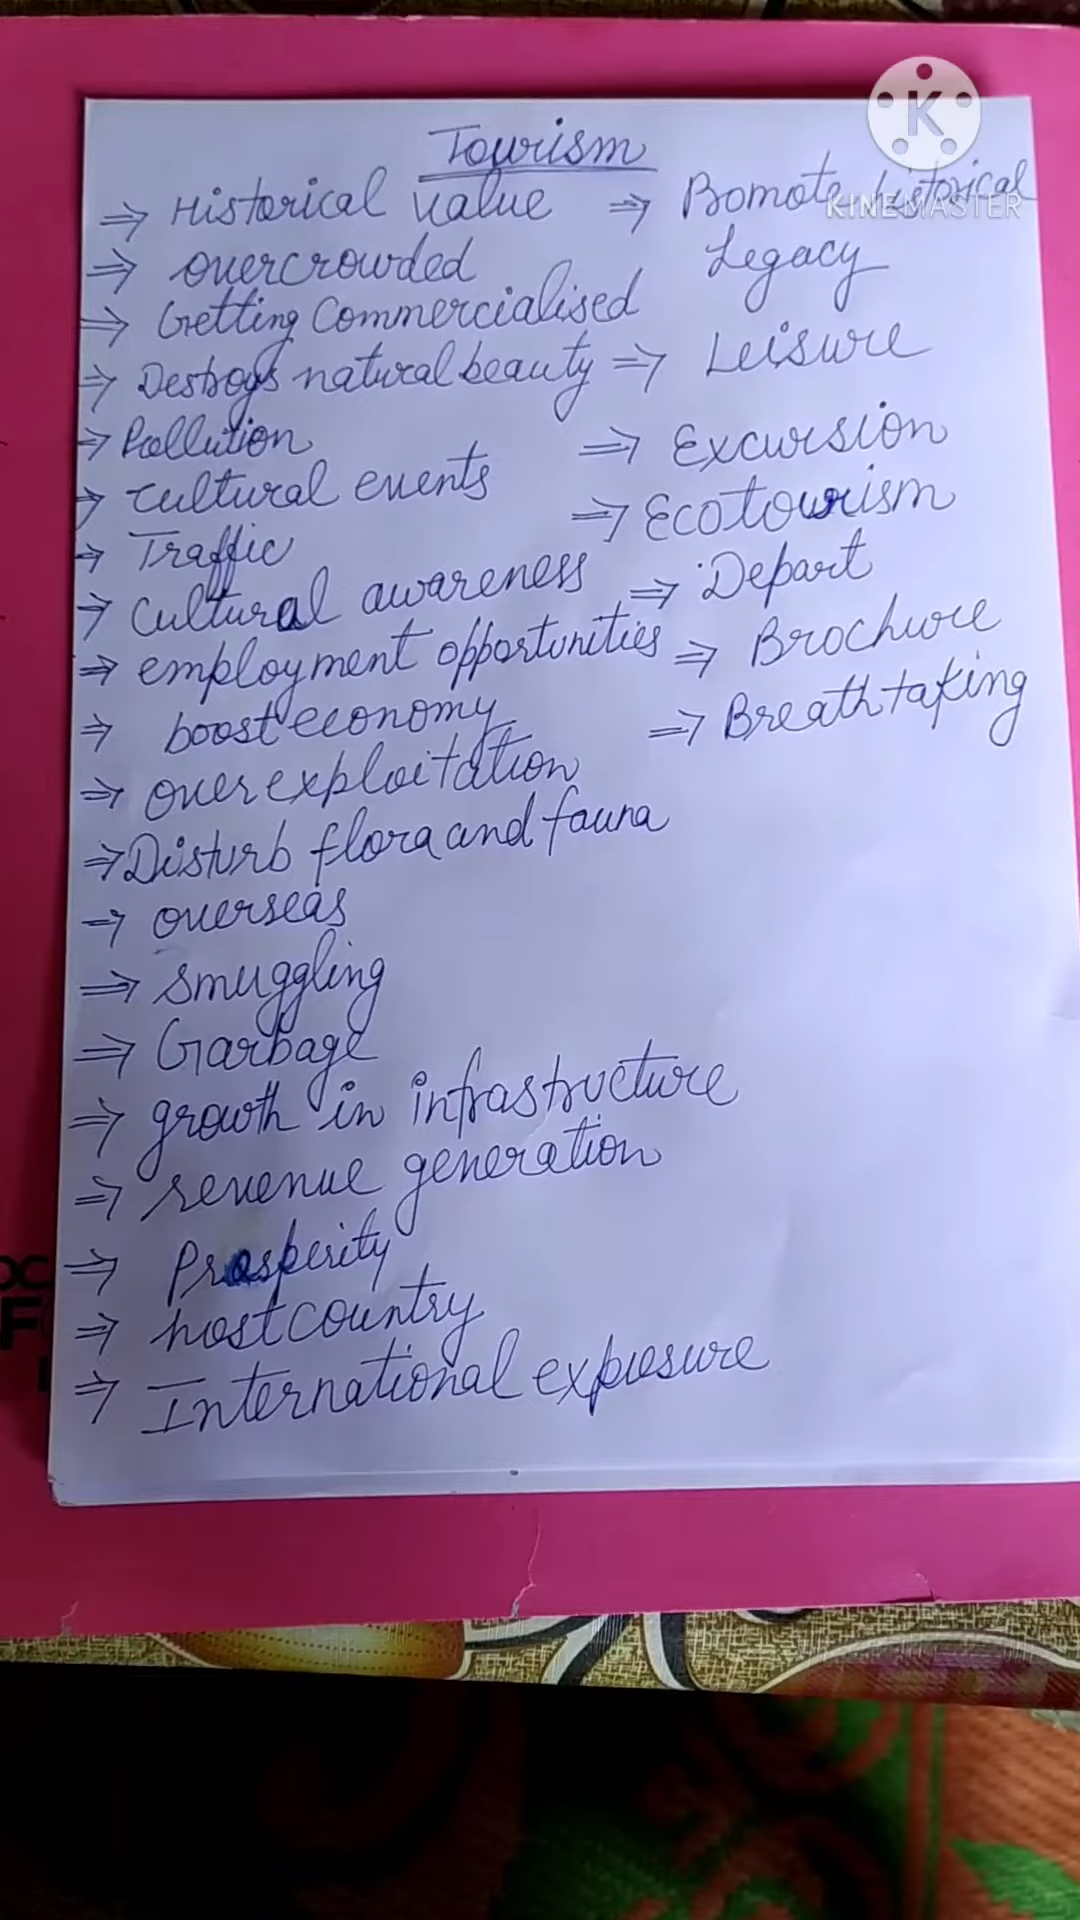 Tourism
⇒ Historical value
⇒ overcrowded
⇒ Getting Commercialised
⇒ Destroys natural beauty
⇒ Pollution
⇒ Cultural events
⇒ Traffic
⇒ Cultural awareness
⇒ employment opportunities
⇒ boost economy
⇒ over exploitation
⇒ Disturb flora and fauna
⇒ overseas
⇒ smuggling
⇒ Garbage
⇒ growth in infrastructure
⇒ revenue generation
⇒ Prosperity
⇒ host country
⇒ International exposure
⇒ Promote historical
Legacy
⇒ Leisure
⇒ Excursion
⇒ Ecotourism
⇒ Depart
⇒ Brochure
⇒ Breathtaking
K
KINEMASTER